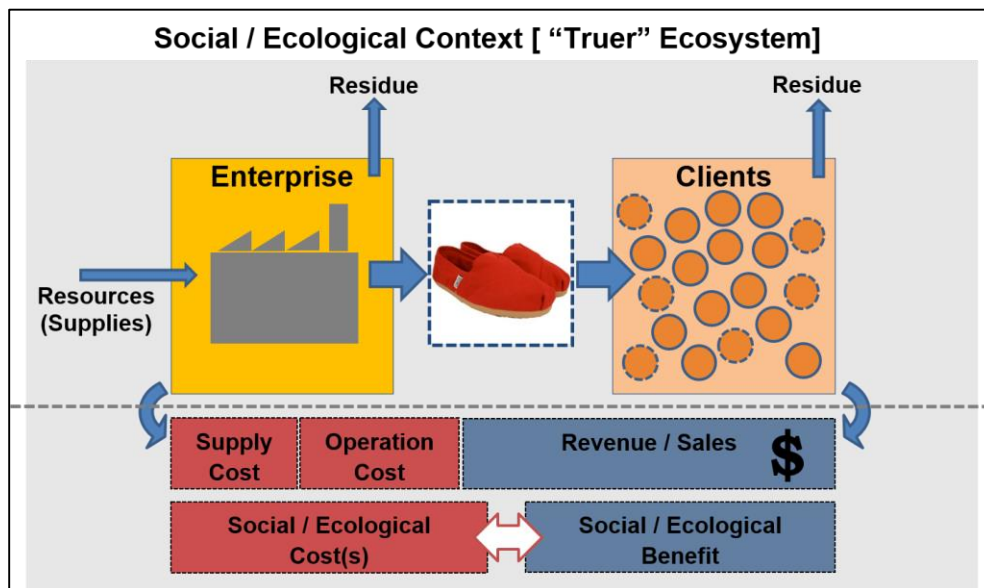 Social / Ecological Context [ “Truer” Ecosystem]
Residue
Residue
Enterprise
Clients
Resources
(Supplies)
Supply
Cost
Operation
Cost
Revenue / Sales
$
Social / Ecological
Cost(s)
Social / Ecological
Benefit